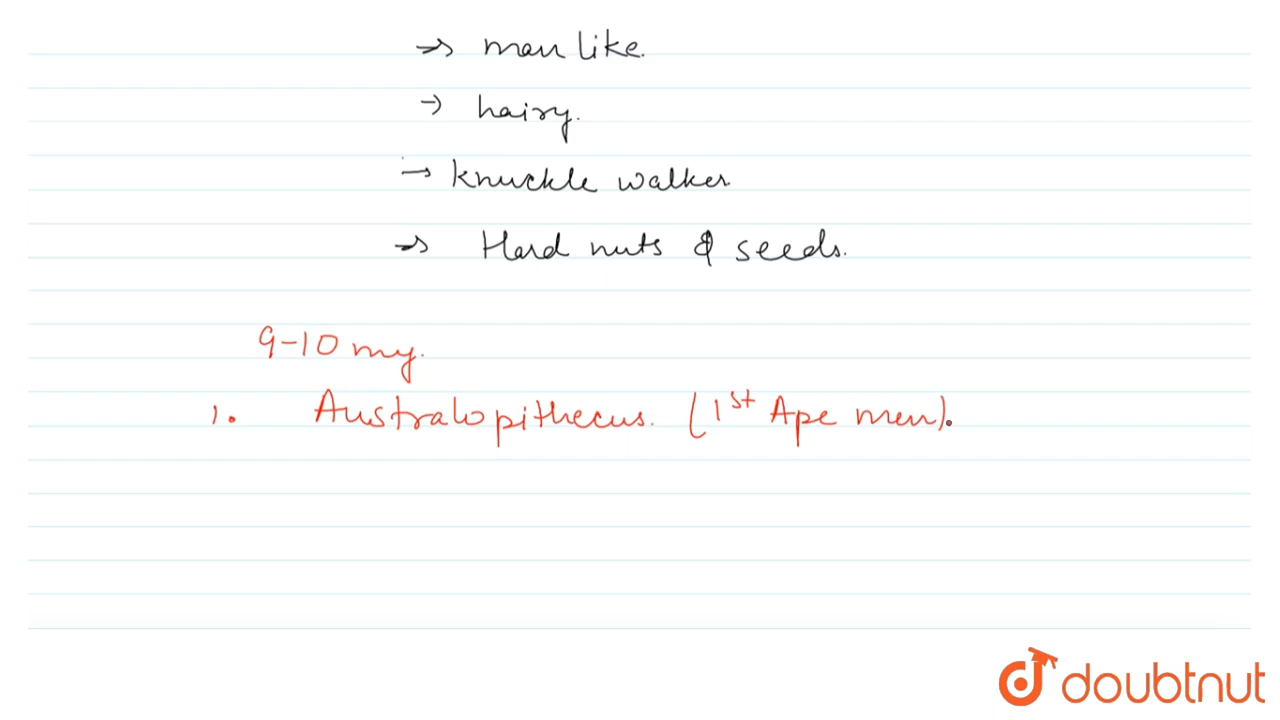 → man like.
→ hairy.
→ knuckle walker
→ Hard nuts & seeds.
9-10 my.
1. Australopithecus. (1st Ape men).
doubtnut